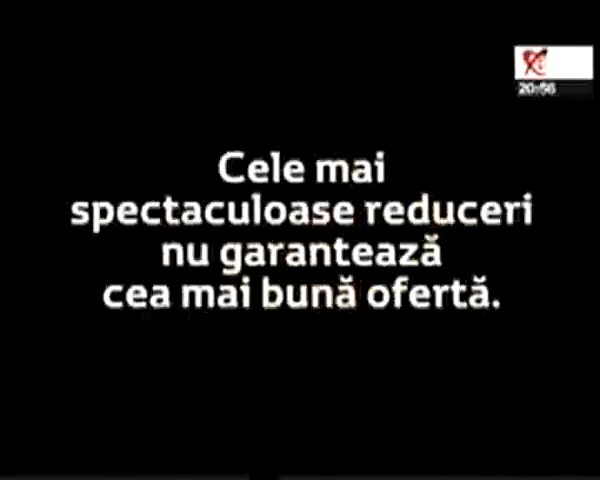 20:56
Cele mai
spectaculoase reduceri
nu garantează
cea mai bună ofertă.